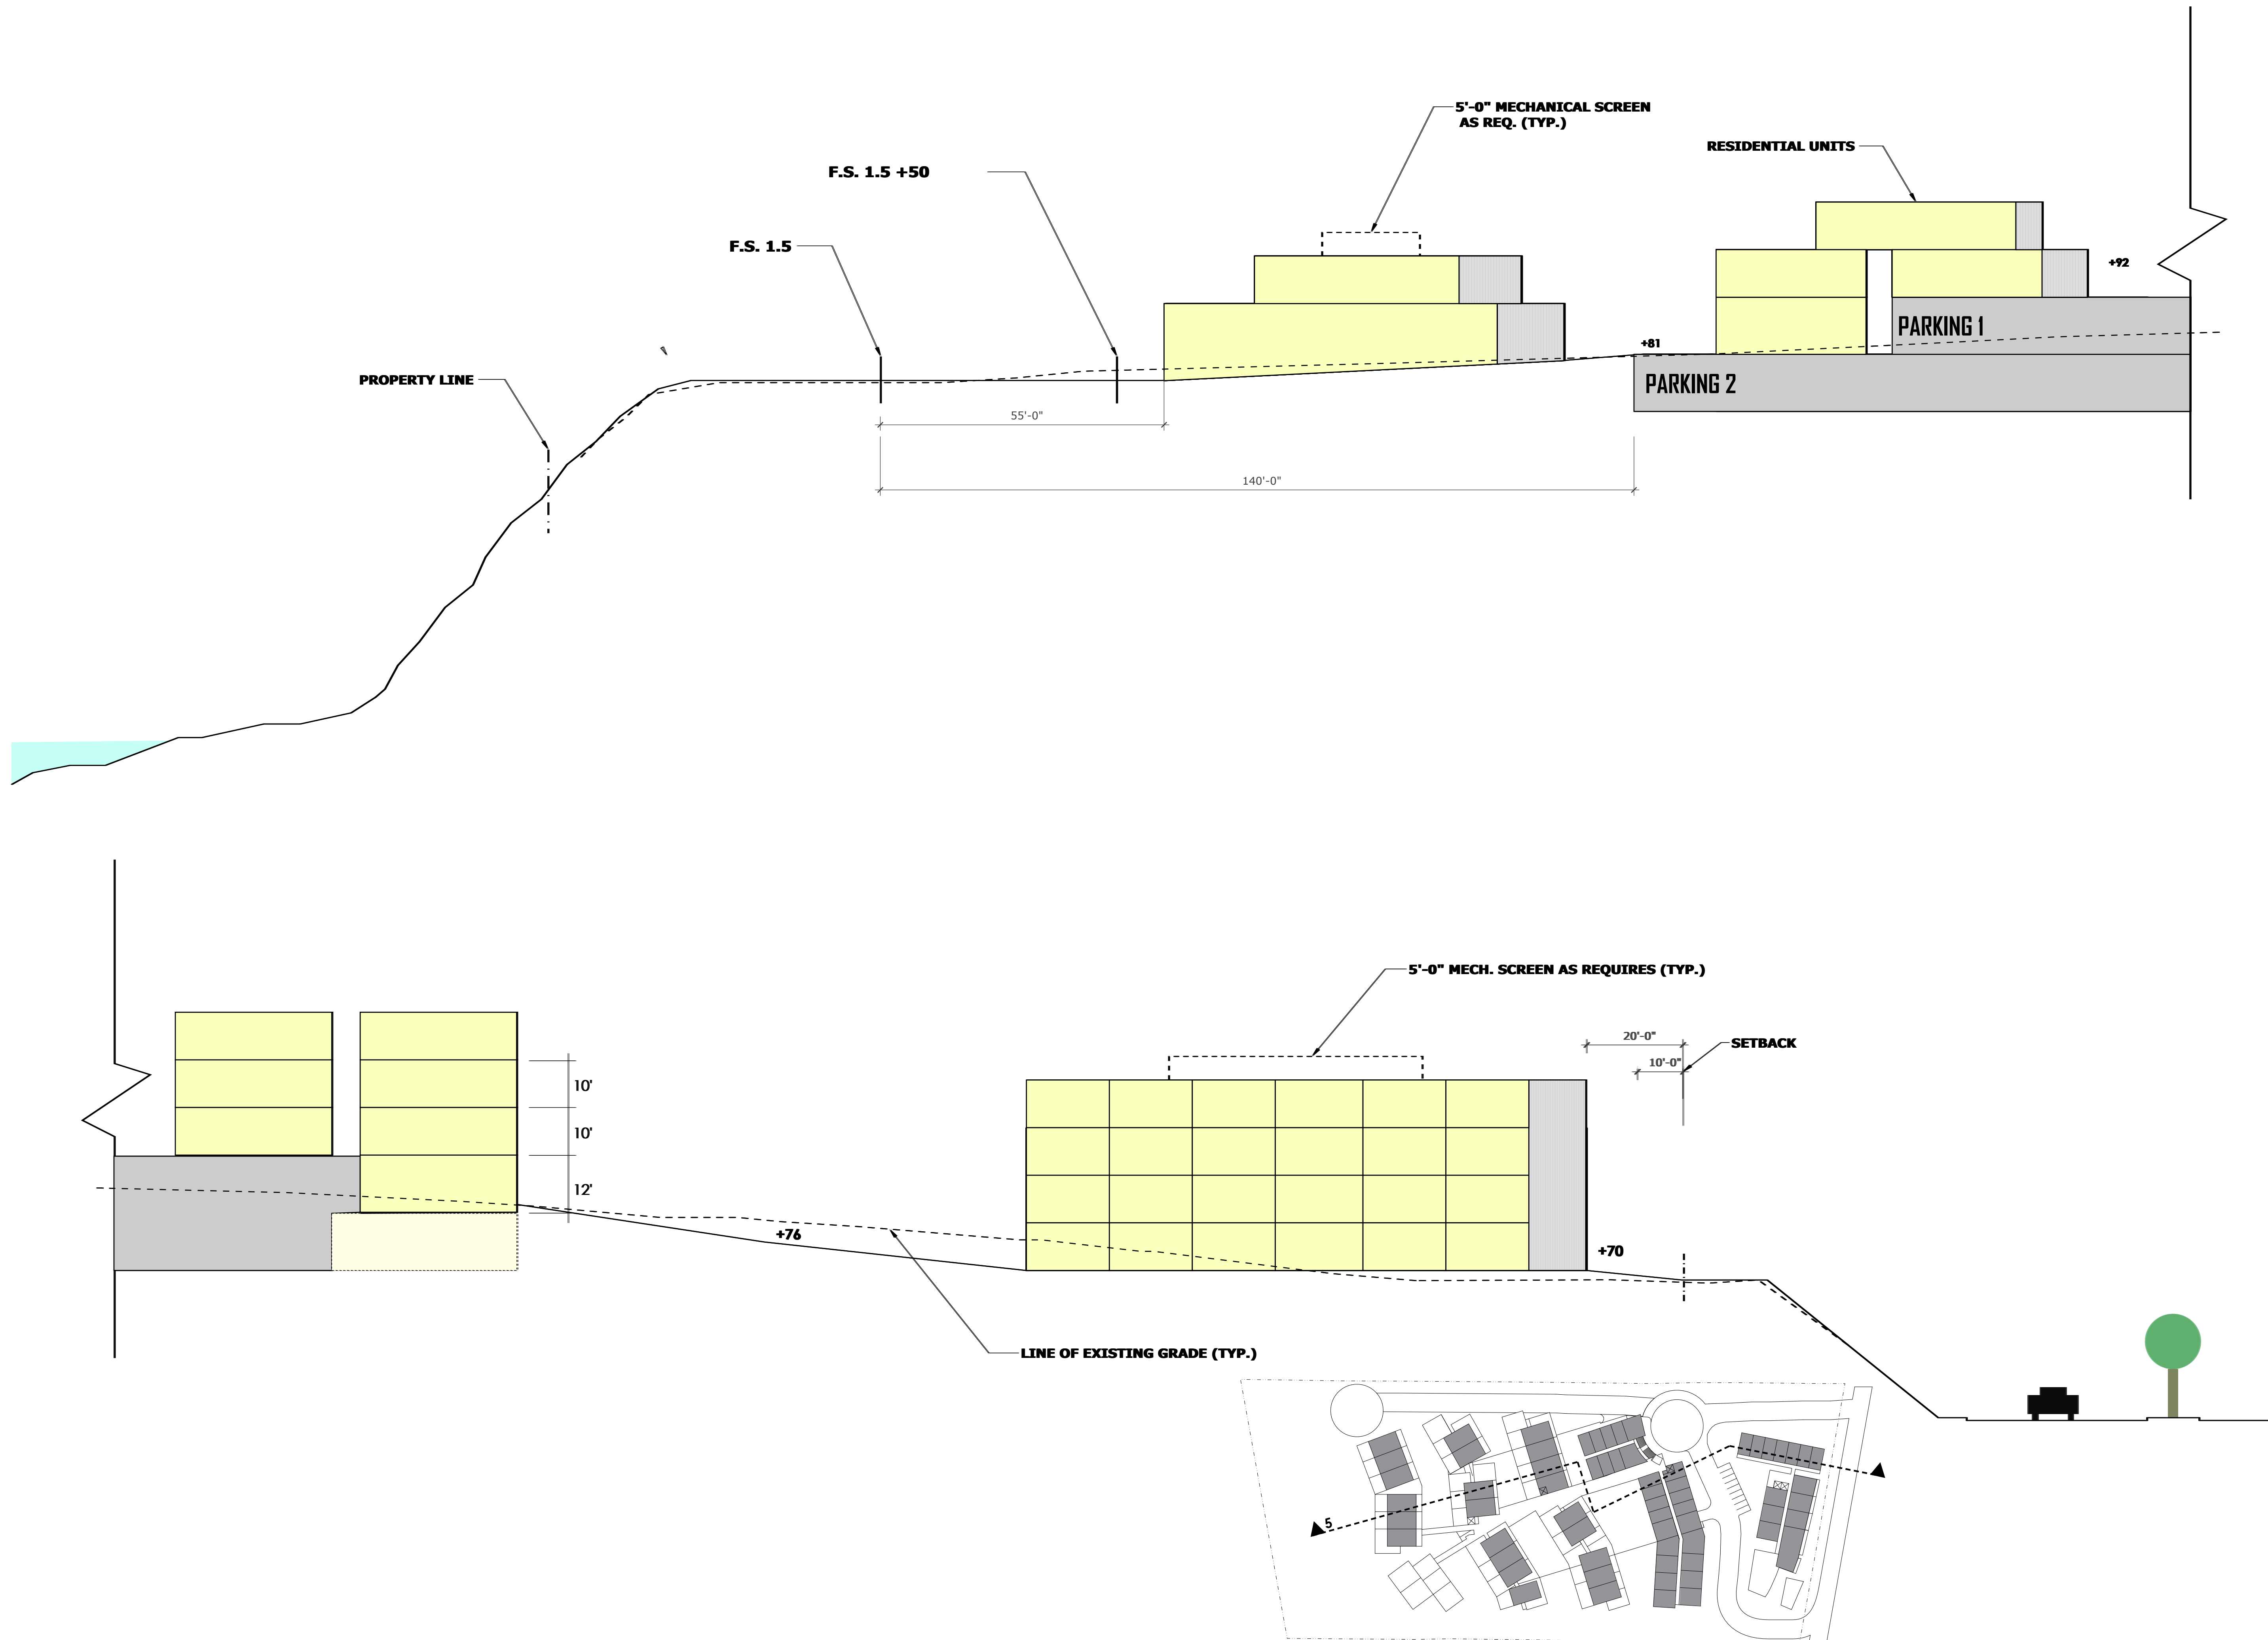 5'-0" MECHANICAL SCREEN
AS REQ. (TYP.)
RESIDENTIAL UNITS
F.S. 1.5 +50
F.S. 1.5
+92
PARKING 1
+81
PROPERTY LINE
PARKING 2
55'-0"
140'-0"
5'-0" MECH. SCREEN AS REQUIRES (TYP.)
20'-0"
SETBACK
10'-0"
10'
10'
12'
+76
+70
LINE OF EXISTING GRADE (TYP.)
5